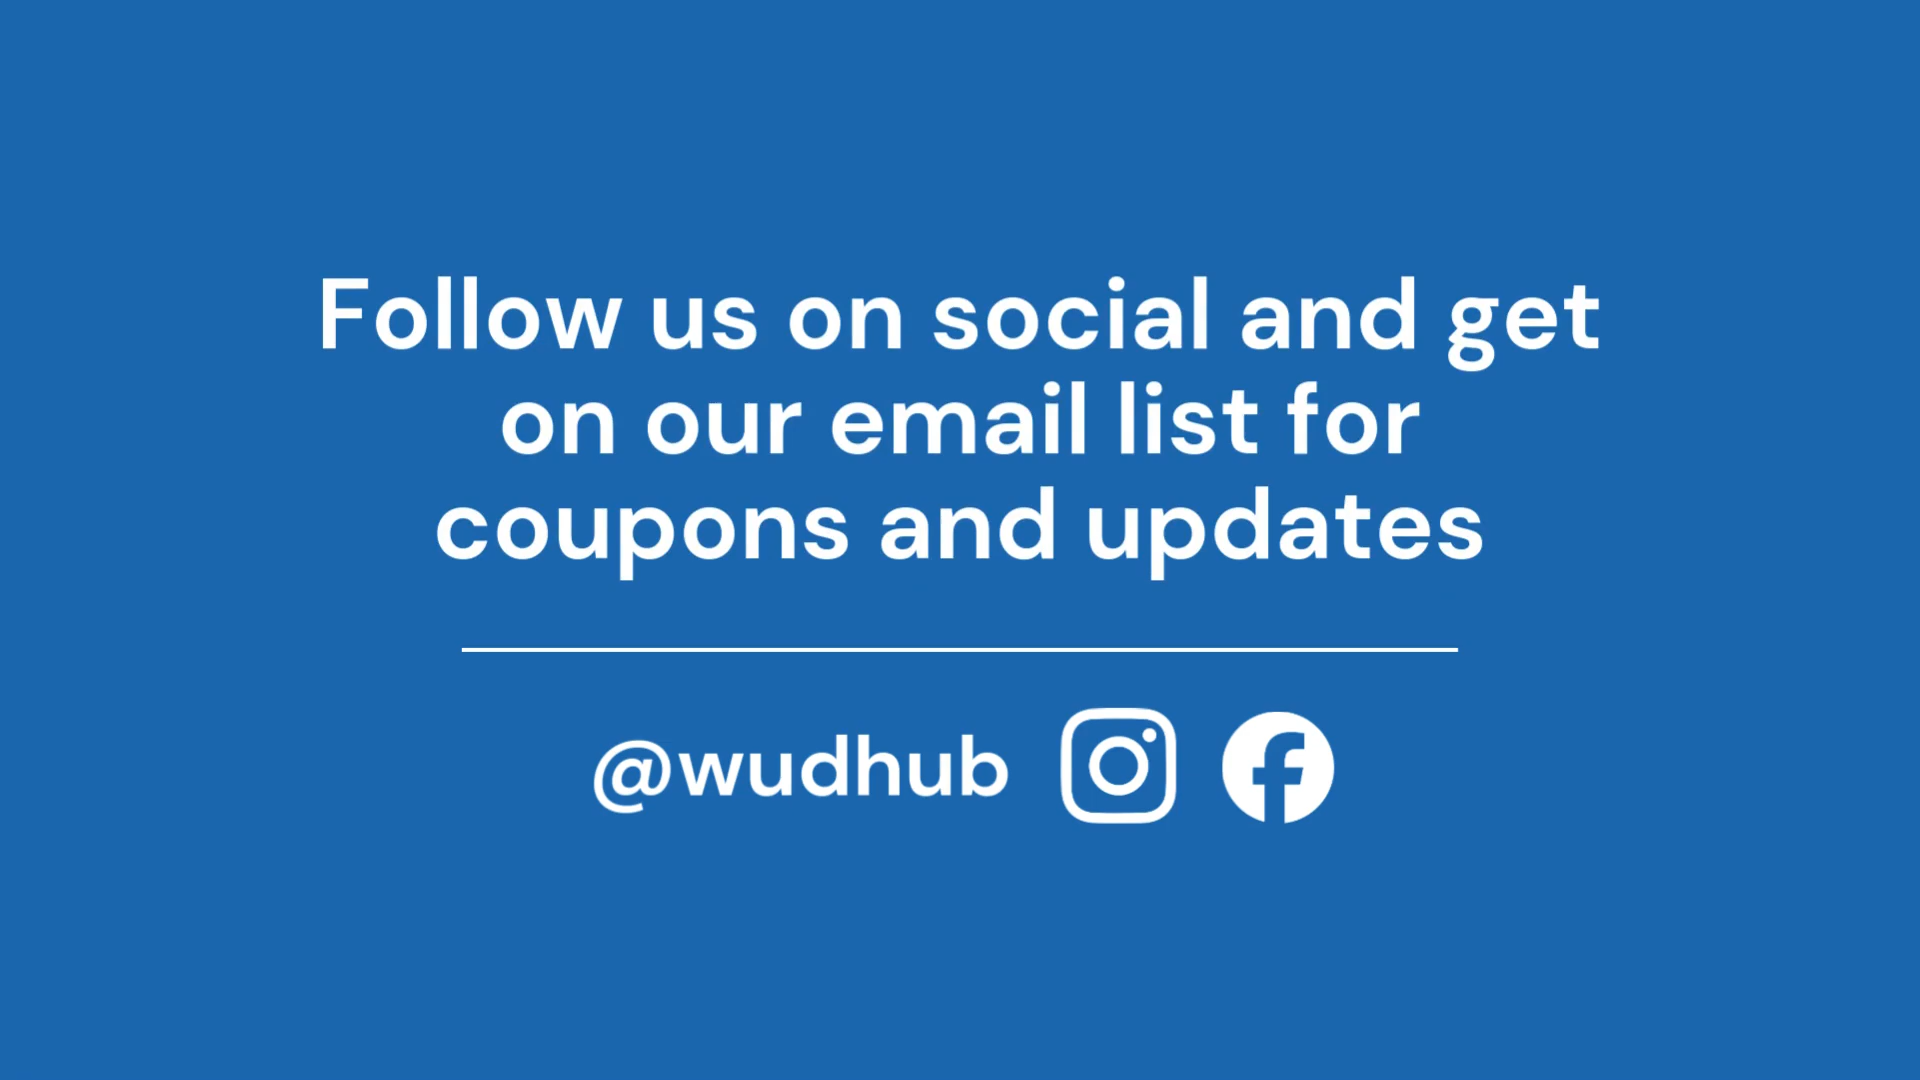 Follow us on social and get
on our email list for
coupons and updates
@wudhub